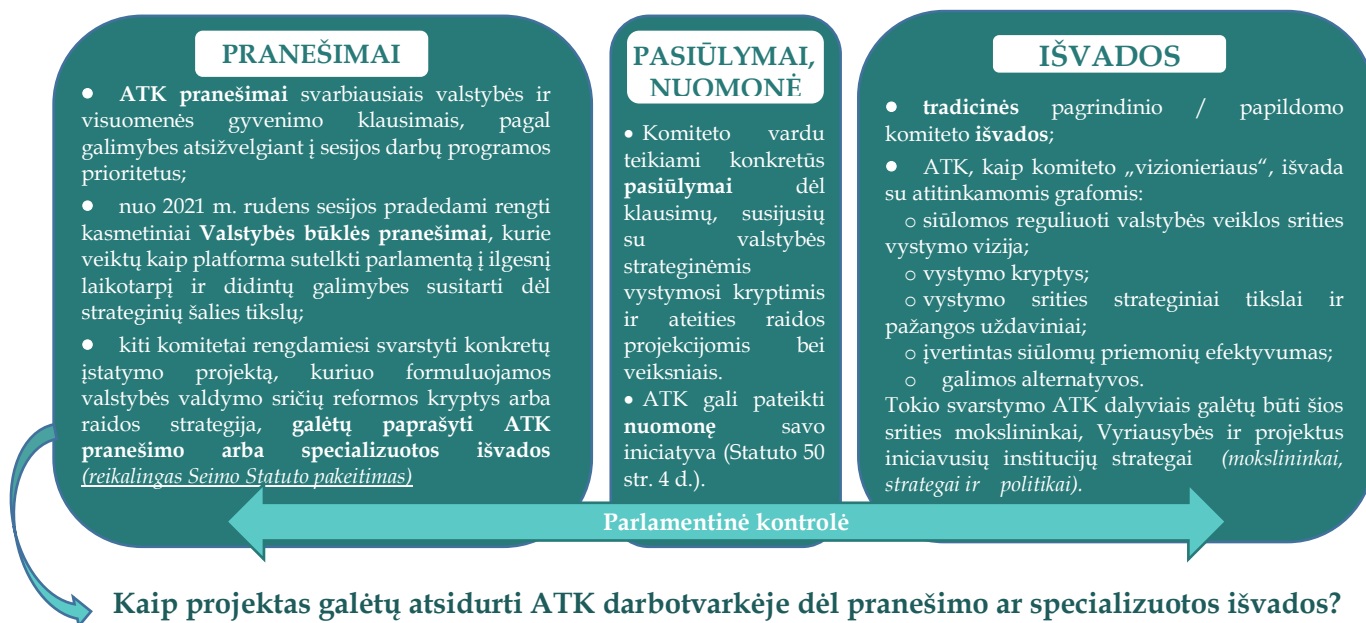 PRANEŠIMAI
● ATK pranešimai svarbiausiais valstybės ir
visuomenės gyvenimo klausimais, pagal
galimybes atsižvelgiant į sesijos darbų programos
prioritetus;
● nuo 2021 m. rudens sesijos pradedami rengti
kasmetiniai Valstybės būklės pranešimai, kurie
veiktų kaip platforma sutelkti parlamentą į ilgesnį
laikotarpį ir didintų galimybes susitarti dėl
strateginių šalies tikslų;
● kiti komitetai rengdamiesi svarstyti konkretų
įstatymo projektą, kuriuo formuluojamos
valstybės valdymo sričių reformos kryptys arba
raidos strategija, galėtų paprašyti ATK
pranešimo arba specializuotos išvados
(reikalingas Seimo Statuto pakeitimas)
PASIŪLYMAI,
NUOMONĖ
• Komiteto vardu
teikiami konkretūs
pasiūlymai dėl
klausimų, susijusių
su valstybės
strateginėmis
vystymosi kryptimis
ir ateities raidos
projekcijomis bei
veiksniais.
• ATK gali pateikti
nuomonę savo
iniciatyva (Statuto 50
str. 4 d.).
IŠVADOS
● tradicinės pagrindinio / papildomo
komiteto išvados;
● ATK, kaip komiteto „vizionieriaus“, išvada
su atitinkamomis grafomis:
o siūlomos reguliuoti valstybės veiklos srities
vystymo vizija;
o vystymo kryptys;
o vystymo srities strateginiai tikslai ir
pažangos uždaviniai;
o įvertintas siūlomų priemonių efektyvumas;
o galimos alternatyvos.
Tokio svarstymo ATK dalyviais galėtų būti šios
srities mokslininkai, Vyriausybės ir projektus
iniciavusių institucijų strategai (mokslininkai,
strategai ir politikai).
Parlamentinė kontrolė
Kaip projektas galėtų atsidurti ATK darbotvarkėje dėl pranešimo ar specializuotos išvados?